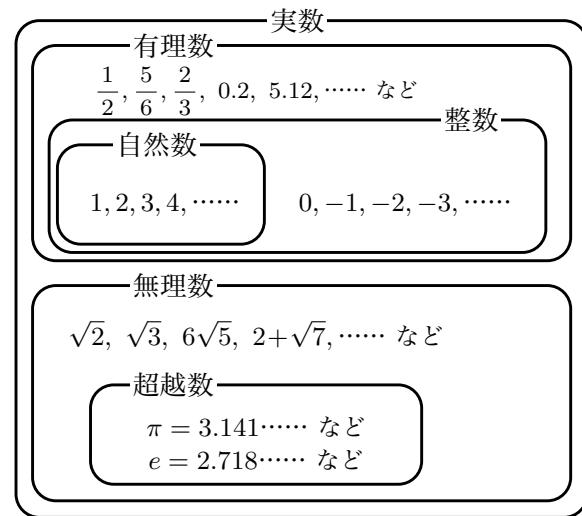 実数
有理数
1/2, 5/6, 2/3, 0.2, 5.12, …… など
整数
自然数
1, 2, 3, 4, …… 0, −1, −2, −3, ……
無理数
√2, √3, 6√5, 2+√7, …… など
超越数
π = 3.141…… など
e = 2.718…… など